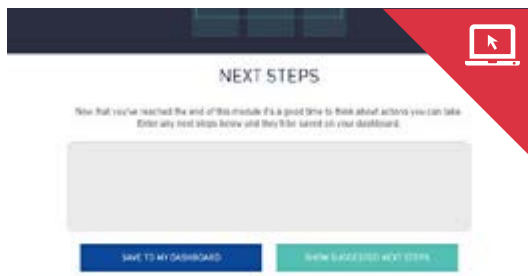 NEXT STEPS
Now that you've reached the end of this module it's a good time to think about actions you can take.
Enter any next steps below and they'll be saved on your dashboard.
SAVE TO MY DASHBOARD
SHOW SUGGESTED NEXT STEPS